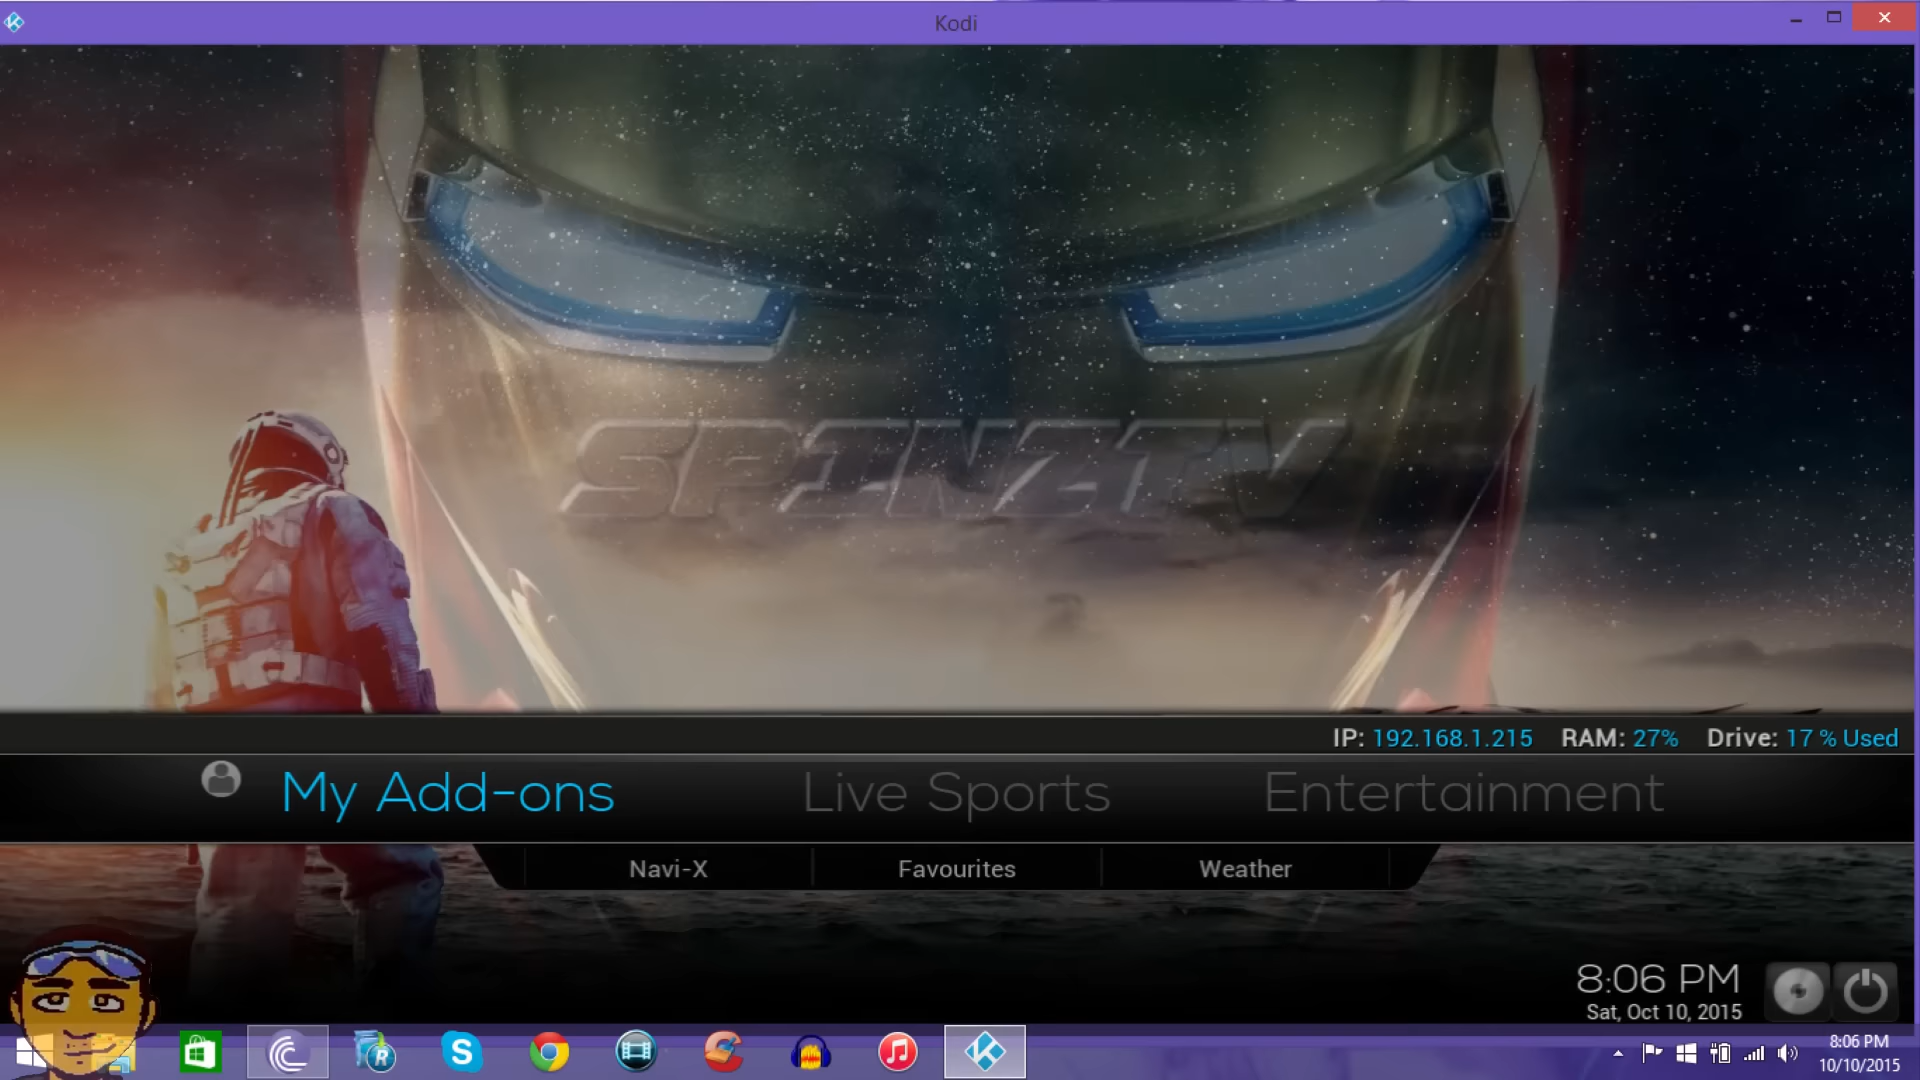 Kodi
SPINZTV
IP: 192.168.1.215 RAM: 27% Drive: 17 % Used
My Add-ons Live Sports Entertainment
Navi-X Favourites Weather
8:06 PM
Sat, Oct 10, 2015
8:06 PM
10/10/2015